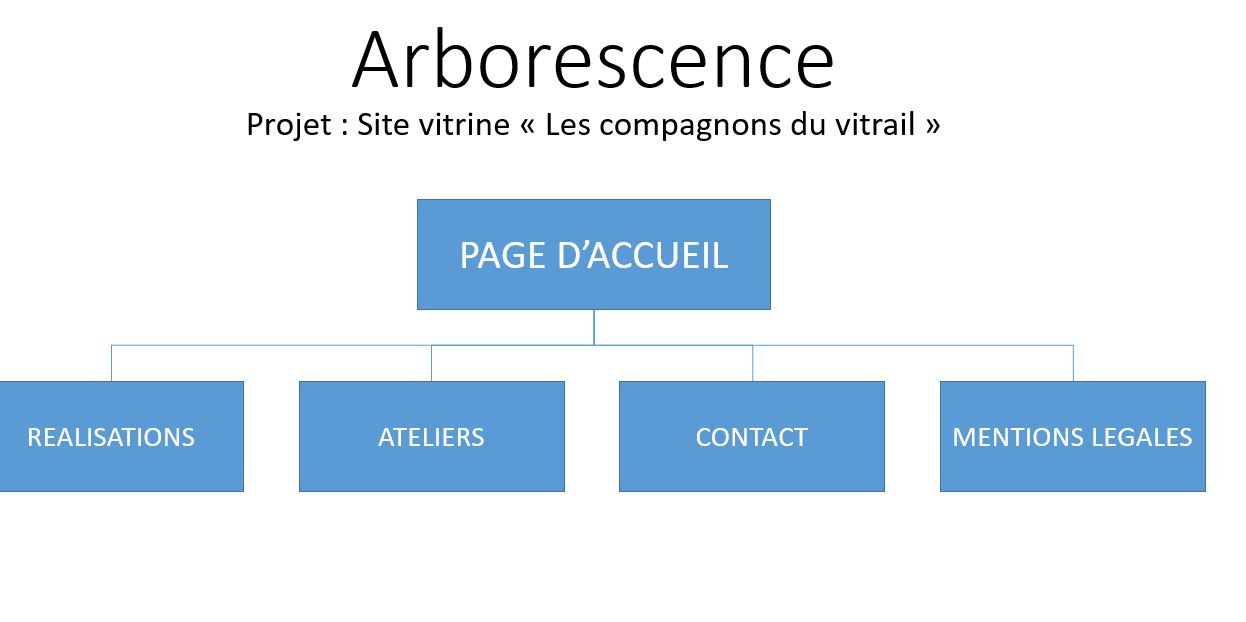 Arborescence
Projet : Site vitrine « Les compagnons du vitrail »
PAGE D’ACCUEIL
REALISATIONS
ATELIERS
CONTACT
MENTIONS LEGALES